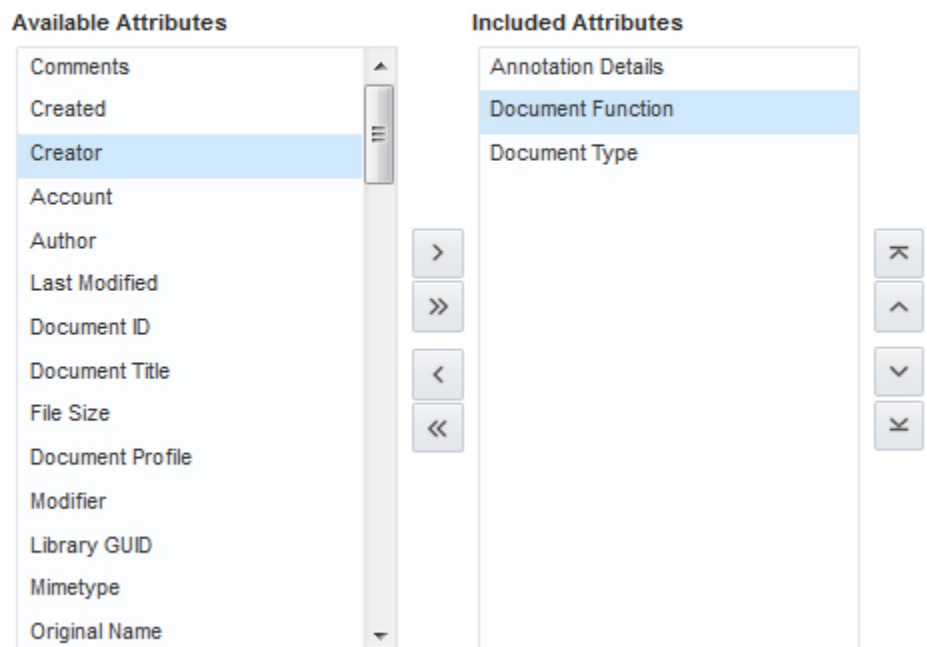 Available Attributes
Comments
Created
Creator
Account
Author
Last Modified
Document ID
Document Title
File Size
Document Profile
Modifier
Library GUID
Mimetype
Original Name
Included Attributes
Annotation Details
Document Function
Document Type